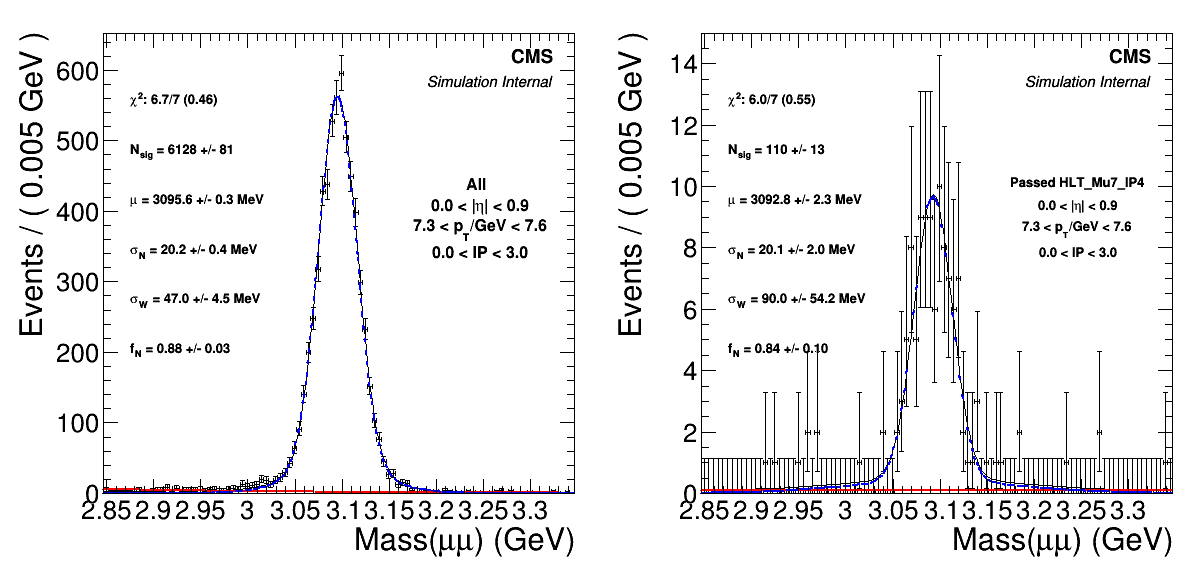 CMS
Simulation Internal
χ²: 6.7/7 (0.46)
N_sig = 6128 +/- 81
μ = 3095.6 +/- 0.3 MeV
σ_N = 20.2 +/- 0.4 MeV
σ_W = 47.0 +/- 4.5 MeV
f_N = 0.88 +/- 0.03
All
0.0 < |η| < 0.9
7.3 < p_T/GeV < 7.6
0.0 < IP < 3.0
Events / ( 0.005 GeV )
600
500
400
300
200
100
0
2.85 2.9 2.95 3 3.05 3.1 3.15 3.2 3.25 3.3
Mass(μμ) (GeV)
CMS
Simulation Internal
χ²: 6.0/7 (0.55)
N_sig = 110 +/- 13
μ = 3092.8 +/- 2.3 MeV
σ_N = 20.1 +/- 2.0 MeV
σ_W = 90.0 +/- 54.2 MeV
f_N = 0.84 +/- 0.10
Passed HLT_Mu7_IP4
0.0 < |η| < 0.9
7.3 < p_T/GeV < 7.6
0.0 < IP < 3.0
Events / ( 0.005 GeV )
14
12
10
8
6
4
2
0
2.85 2.9 2.95 3 3.05 3.1 3.15 3.2 3.25 3.3
Mass(μμ) (GeV)